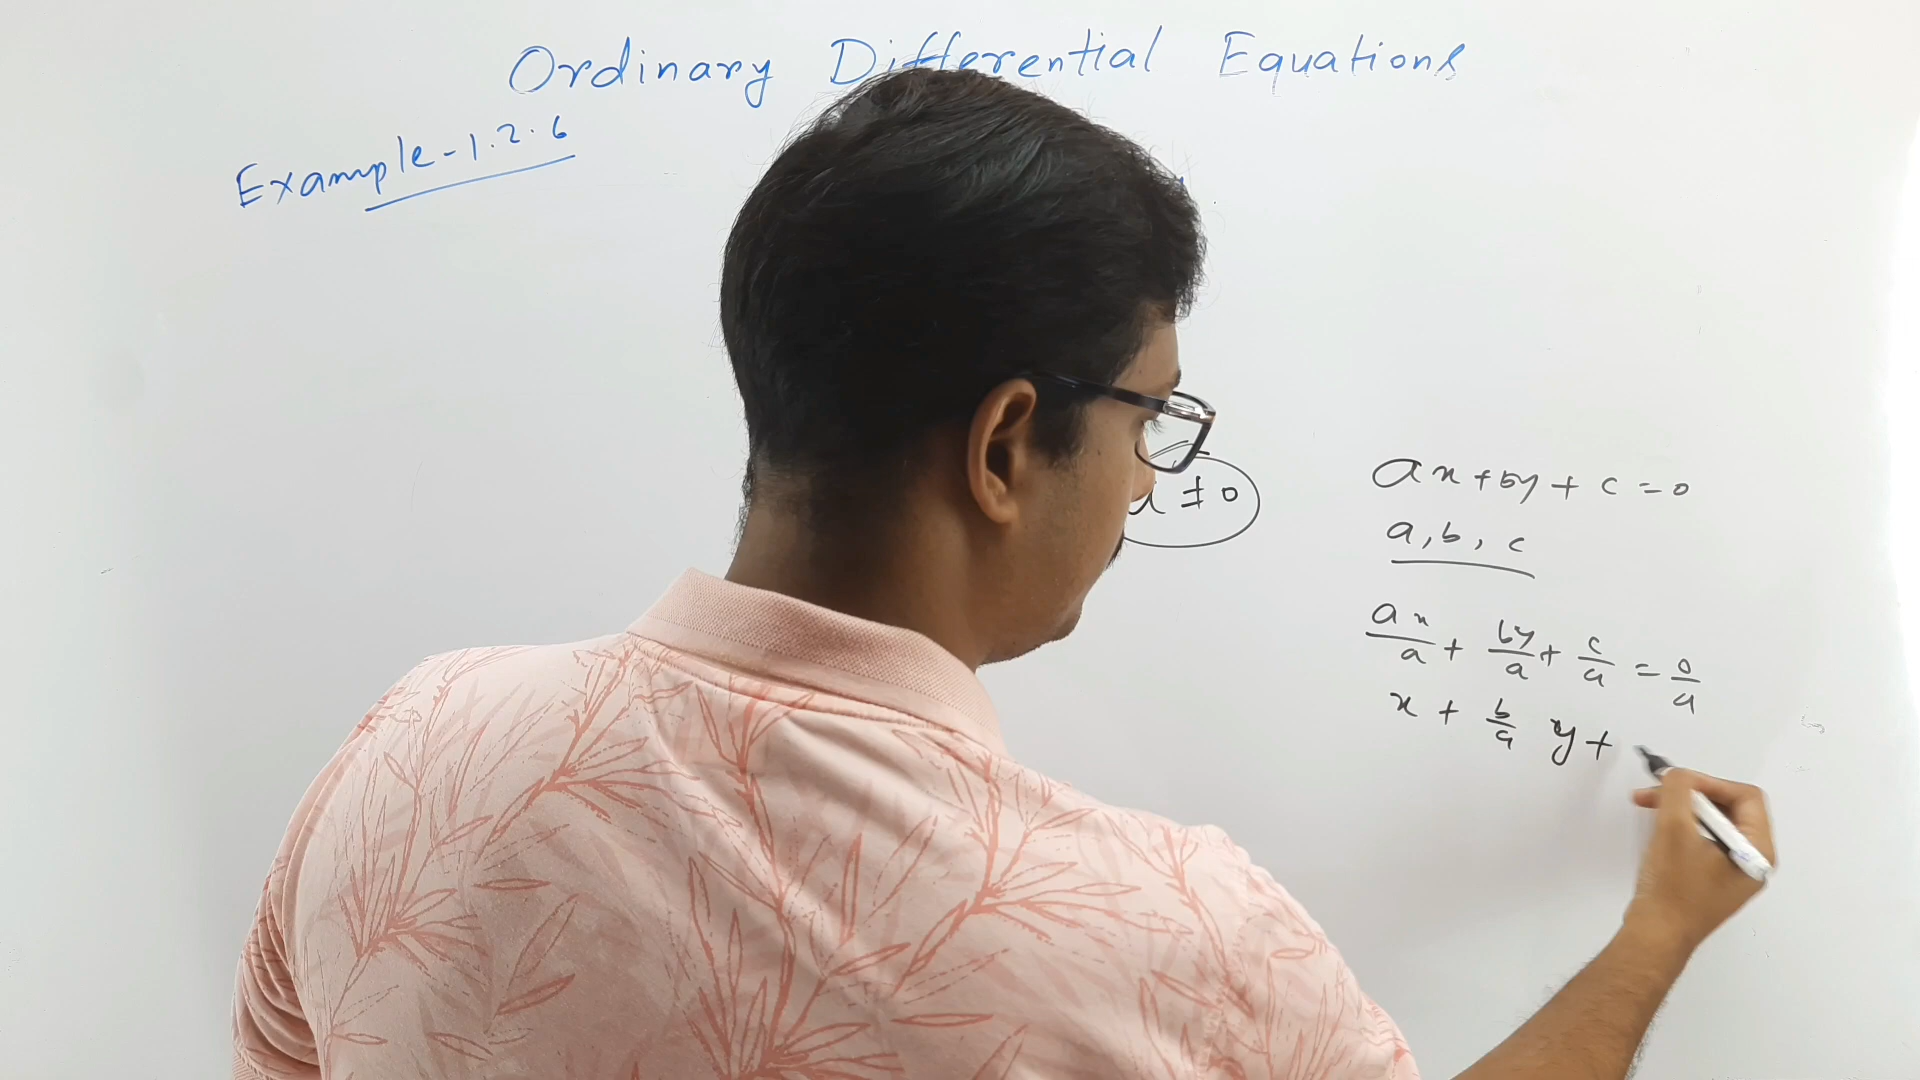 Ordinary Differential Equations
Example-1.2.6
≠ 0
ax + by + c = 0
a, b, c
ax/a + by/a + c/a = 0/a
x + b/a y +